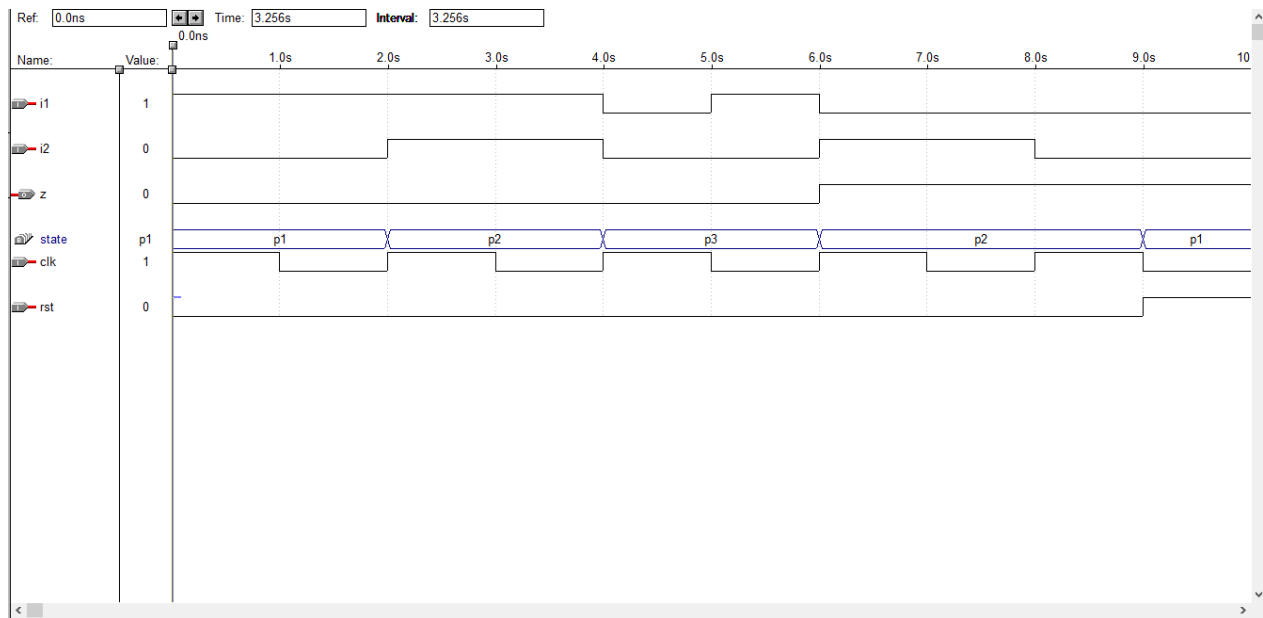 Ref: 0.0ns Time: 3.256s Interval: 3.256s
0.0ns
Name: Value: 1.0s 2.0s 3.0s 4.0s 5.0s 6.0s 7.0s 8.0s 9.0s 10
i1 1
i2 0
z 0
state p1 p1 p2 p3 p2 p1
clk 1
rst 0